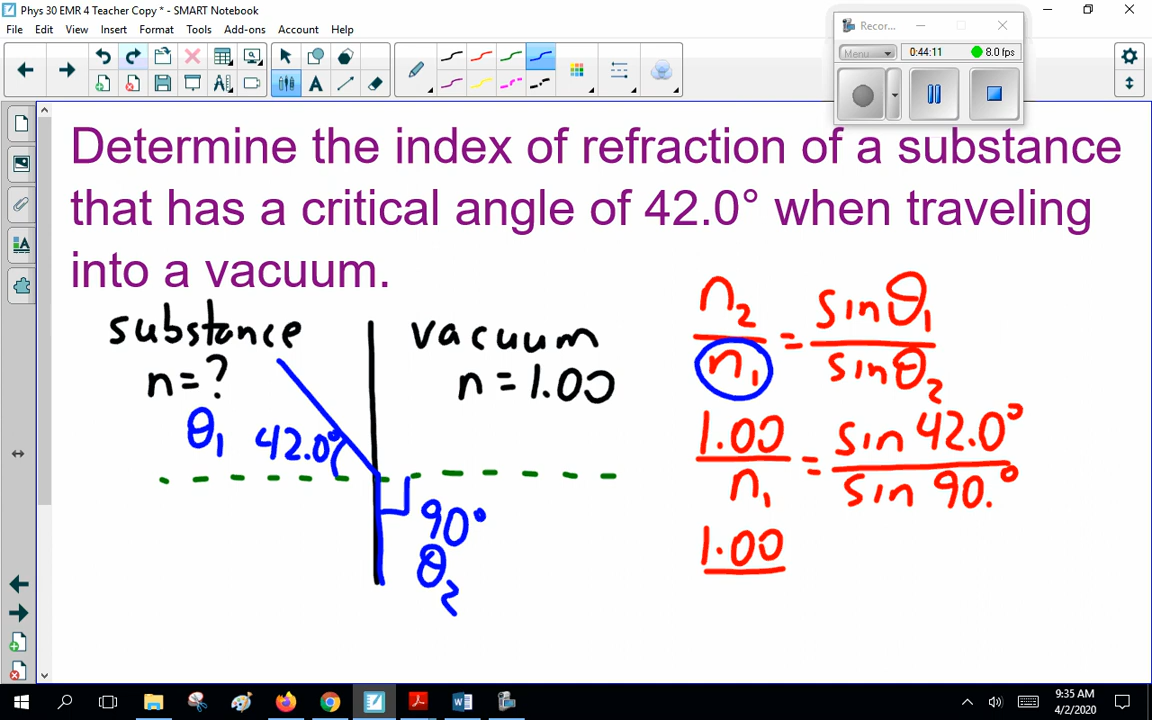 Phys 30 EMR 4 Teacher Copy * - SMART Notebook
Recor...
File Edit View Insert Format Tools Add-ons Account Help
Menu 0:44:11 8.0 fps
Determine the index of refraction of a substance
that has a critical angle of 42.0° when traveling
into a vacuum.
substance
n=?
θ₁ 42.0°
vacuum
n=1.00
90°
θ₂
n₂/n₁ = sinθ₁/sinθ₂
1.00/n₁ = sin 42.0°/sin 90.°
1.00
9:35 AM
4/2/2020